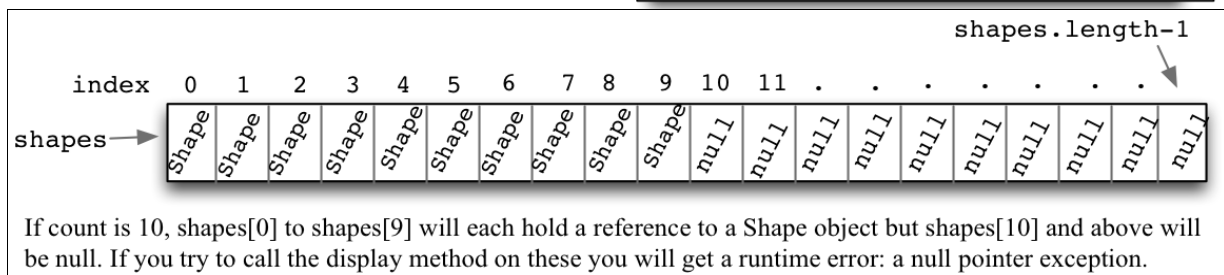 shapes.length-1
index 0 1 2 3 4 5 6 7 8 9 10 11 . . . . . . .
shapes Shape Shape Shape Shape Shape Shape Shape Shape Shape Shape null null null null null null null null null null
If count is 10, shapes[0] to shapes[9] will each hold a reference to a Shape object but shapes[10] and above will
be null. If you try to call the display method on these you will get a runtime error: a null pointer exception.